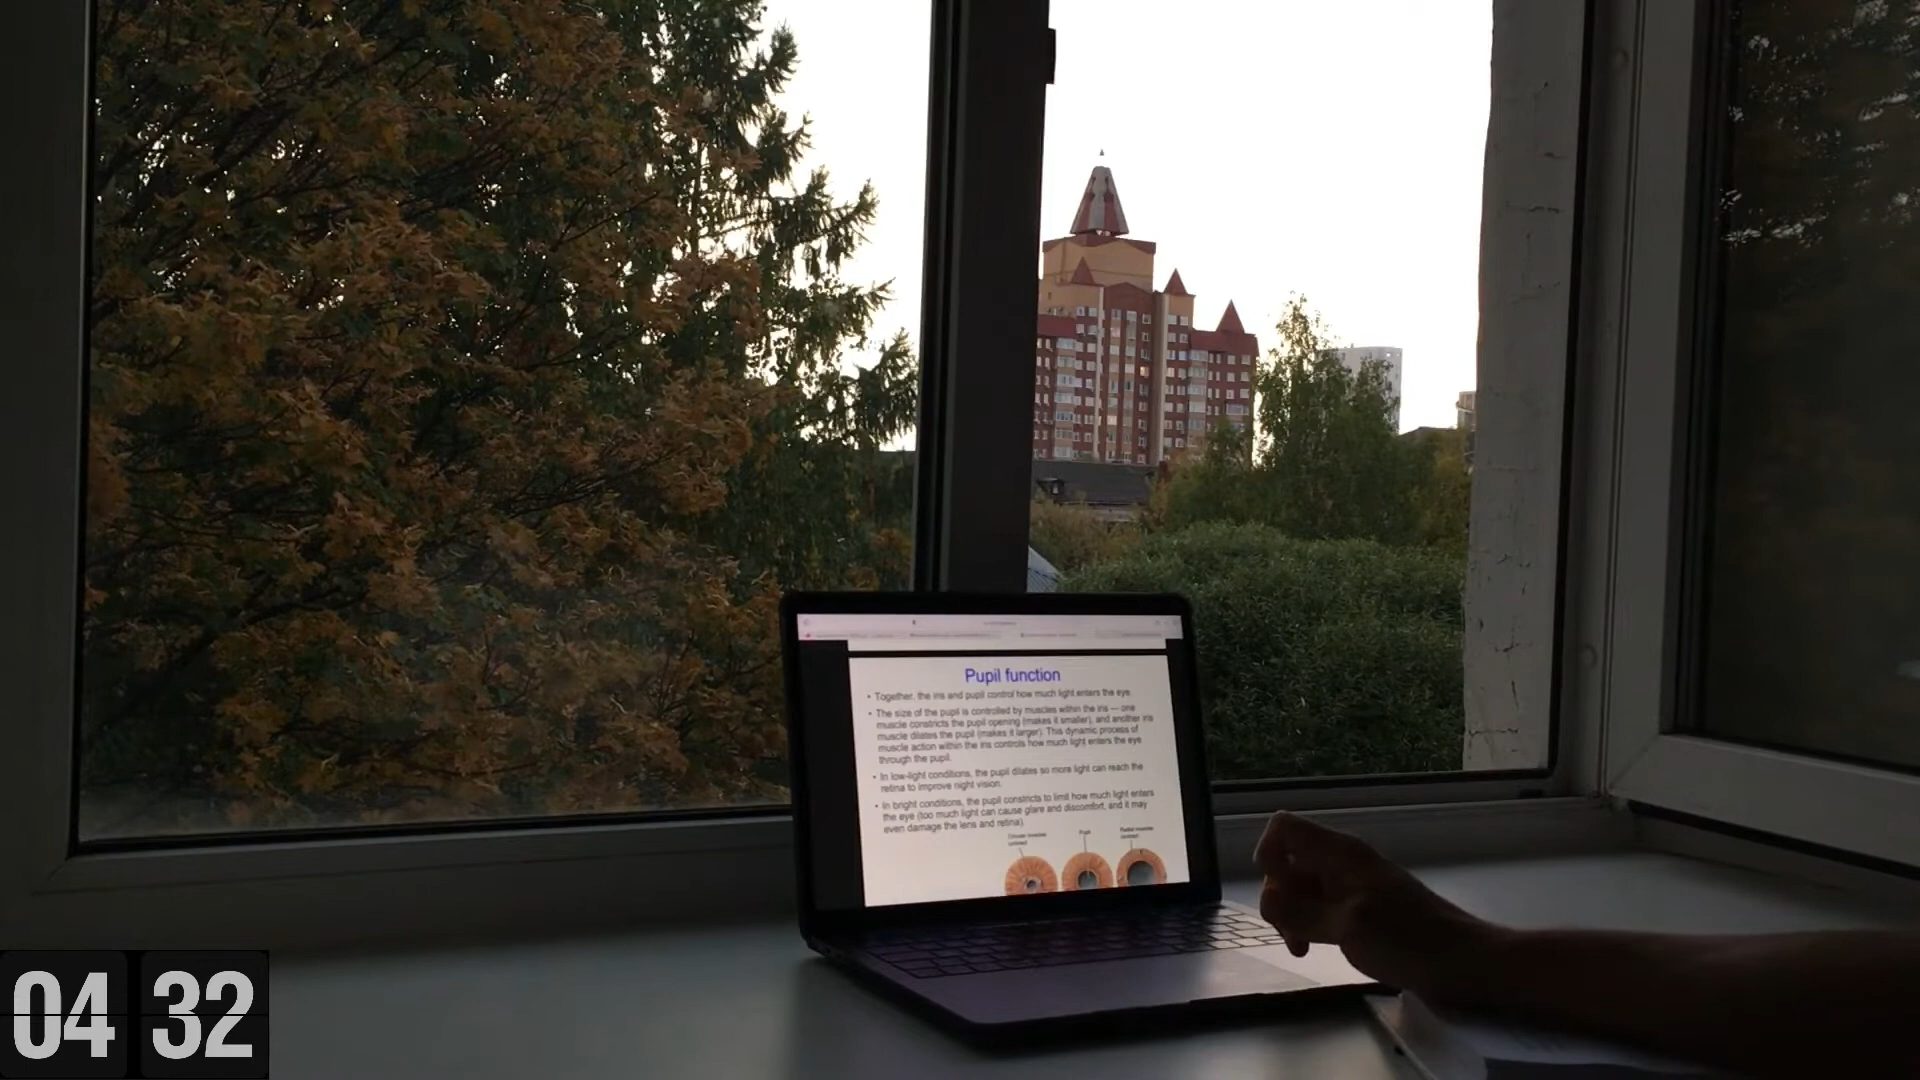 Pupil function
• Together, the iris and pupil control how much light enters the eye.
• The size of the pupil is controlled by muscles within the iris — one
muscle constricts the pupil opening (makes it smaller), and another iris
muscle dilates the pupil (makes it larger). This dynamic process of
muscle action within the iris controls how much light enters the eye
through the pupil.
• In low-light conditions, the pupil dilates so more light can reach the
retina to improve night vision.
• In bright conditions, the pupil constricts to limit how much light enters
the eye (too much light can cause glare and discomfort, and it may
even damage the lens and retina).
Pupil
04 32